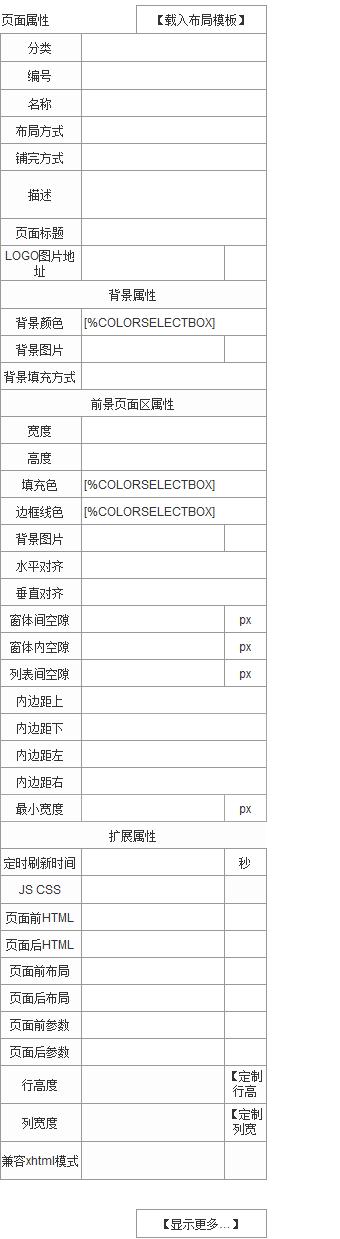 页面属性 【载入布局模板】
分类
编号
名称
布局方式
铺完方式
描述
页面标题
LOGO图片地
址
背景属性
背景颜色 [%COLORSELECTBOX]
背景图片
背景填充方式
前景页面区属性
宽度
高度
填充色 [%COLORSELECTBOX]
边框线色 [%COLORSELECTBOX]
背景图片
水平对齐
垂直对齐
窗体间空隙 px
窗体内空隙 px
列表间空隙 px
内边距上
内边距下
内边距左
内边距右
最小宽度 px
扩展属性
定时刷新时间 秒
JS CSS
页面前HTML
页面后HTML
页面前布局
页面后布局
页面前参数
页面后参数
行高度 【定制
行高
列宽度 【定制
列宽
兼容xhtml模式
【显示更多...】